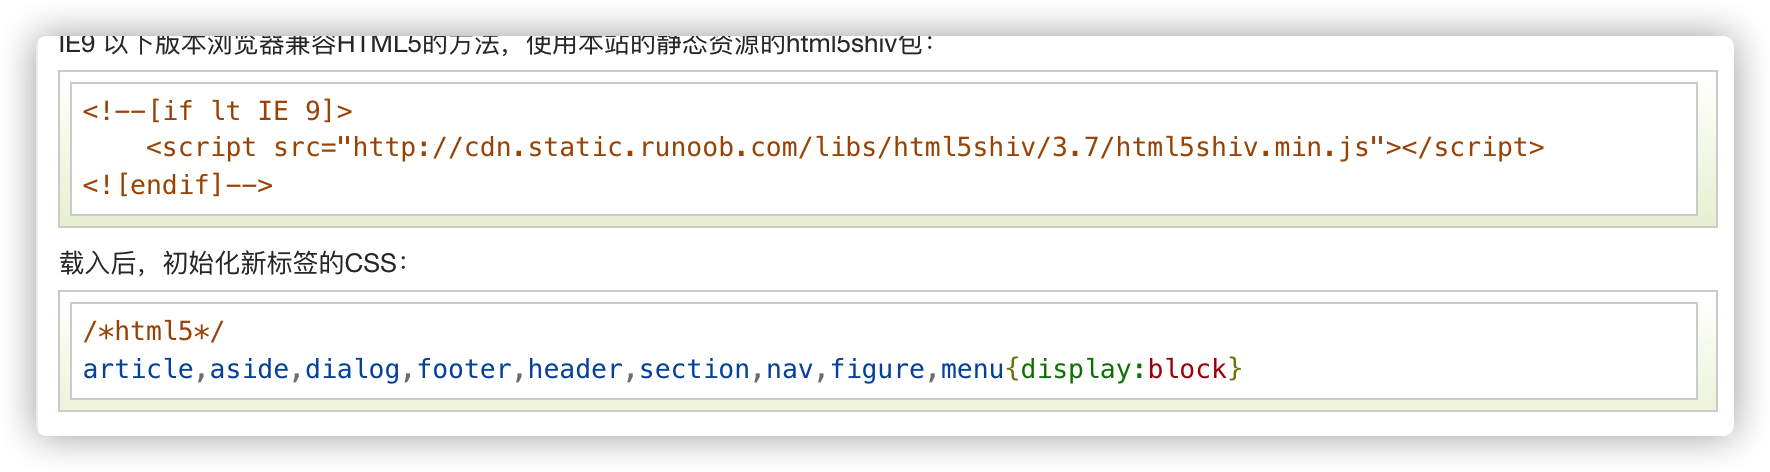 IE9 以下版本浏览器兼容HTML5的方法，使用本站的静态资源的html5shiv包：
<!--[if lt IE 9]>
    <script src="http://cdn.static.runoob.com/libs/html5shiv/3.7/html5shiv.min.js"></script>
<![endif]-->
载入后，初始化新标签的CSS：
/*html5*/
article,aside,dialog,footer,header,section,nav,figure,menu{display:block}